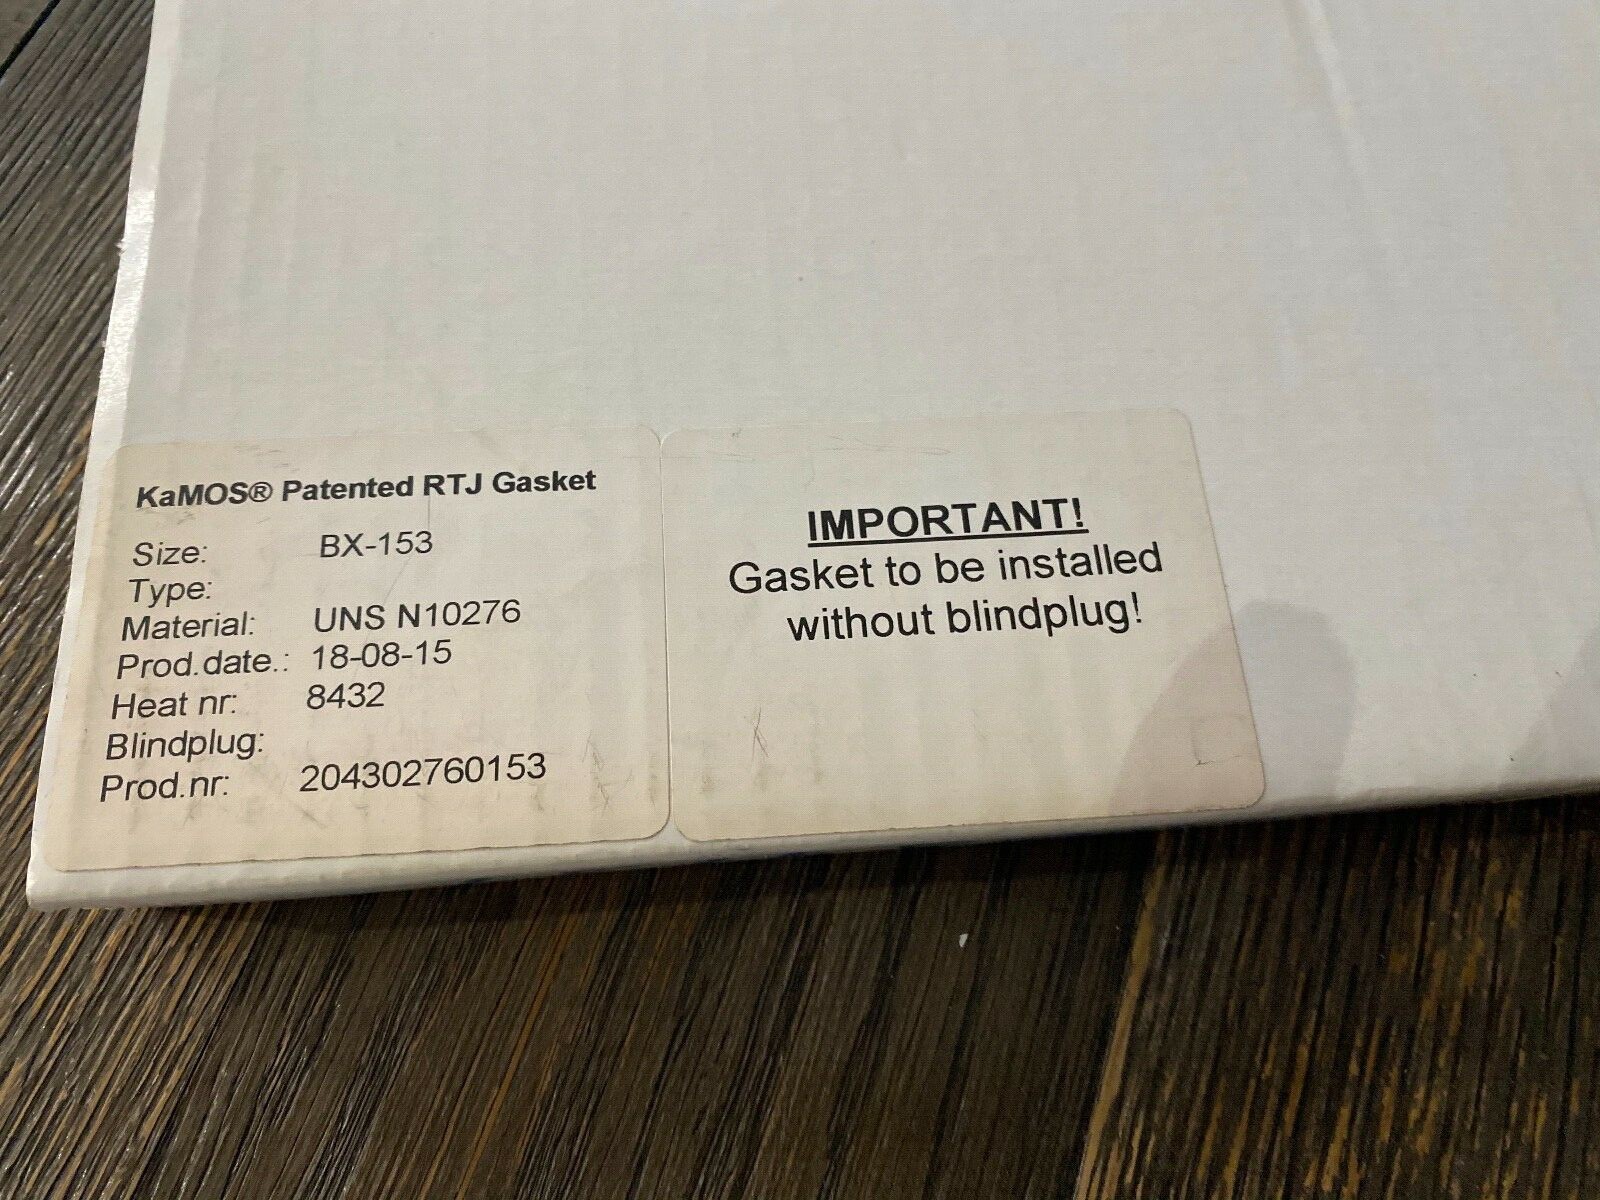 KaMOS® Patented RTJ Gasket
Size: BX-153
Type:
Material: UNS N10276
Prod.date.: 18-08-15
Heat nr: 8432
Blindplug:
Prod.nr: 204302760153
IMPORTANT!
Gasket to be installed
without blindplug!